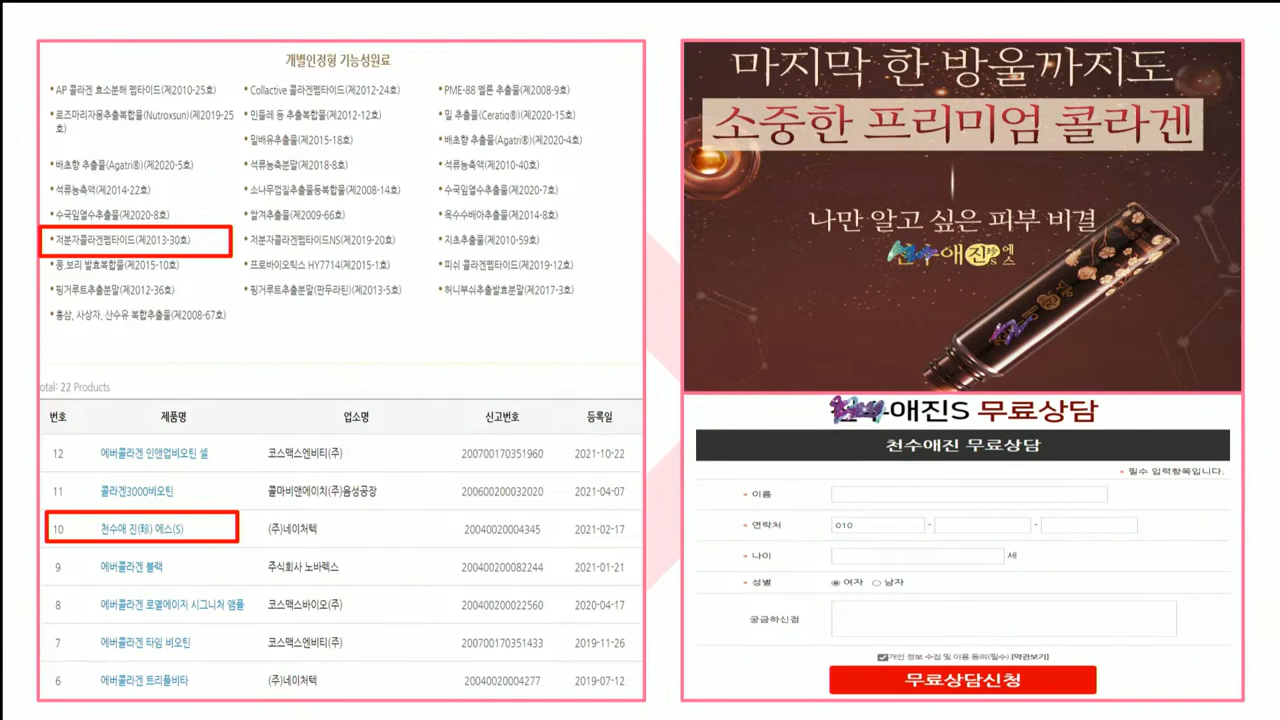 개별인정형 기능성원료
• AP 콜라겐 효소분해 펩타이드(제2010-25호)
• Collactive 콜라겐펩타이드(제2012-24호)
• PME-88 멜론 추출물(제2008-9호)
• 로즈마리자몽추출복합물(Nutroxsun)(제2019-25
호)
• 민들레 등 추출복합물(제2012-12호)
• 밀 추출물(Ceratiq®)(제2020-15호)
• 밀배유추출물(제2015-18호)
• 배초향 추출물(Agatri®)(제2020-4호)
• 배초향 추출물(Agatri®)(제2020-5호)
• 석류농축분말(제2018-8호)
• 석류농축액(제2010-40호)
• 석류농축액(제2014-22호)
• 소나무껍질추출물등복합물(제2008-14호)
• 수국잎열수추출물(제2020-7호)
• 수국잎열수추출물(제2020-8호)
• 쌀겨추출물(제2009-66호)
• 옥수수배아추출물(제2014-8호)
• 저분자콜라겐펩타이드(제2013-30호)
• 저분자콜라겐펩타이드NS(제2019-20호)
• 지초추출물(제2010-59호)
• 콩.보리 발효복합물(제2015-10호)
• 프로바이오틱스 HY7714(제2015-1호)
• 피쉬 콜라겐펩타이드(제2019-12호)
• 핑거루트추출분말(제2012-36호)
• 핑거루트추출분말(판두라틴)(제2013-5호)
• 허니부쉬추출발효분말(제2017-3호)
• 홍삼, 사상자, 산수유 복합추출물(제2008-67호)
otal: 22 Products
번호 제품명 업소명 신고번호 등록일
12 에버콜라겐 인앤업비오틴 셀 코스맥스엔비티(주) 200700170351960 2021-10-22
11 콜라겐3000비오틴 콜마비앤에이치(주)음성공장 200600200032020 2021-04-07
10 천수애 진(珍) 에스(S) (주)네이처텍 20040020004345 2021-02-17
9 에버콜라겐 블랙 주식회사 노바렉스 200400200082244 2021-01-21
8 에버콜라겐 로열에이지 시그니처 앰플 코스맥스바이오(주) 200400200022560 2020-04-17
7 에버콜라겐 타임 비오틴 코스맥스엔비티(주) 200700170351433 2019-11-26
6 에버콜라겐 트리플비타 (주)네이처텍 20040020004277 2019-07-12
마지막 한 방울까지도
소중한 프리미엄 콜라겐
나만 알고 싶은 피부 비결
애 진珍S 에스
애진S 무료상담
천수애진 무료상담
* 필수 입력항목입니다.
* 이름
* 연락처 010 - -
* 나이 세
* 성별 여자 남자
궁금하신점
개인 정보 수집 및 이용 동의(필수) [약관보기]
무료상담신청